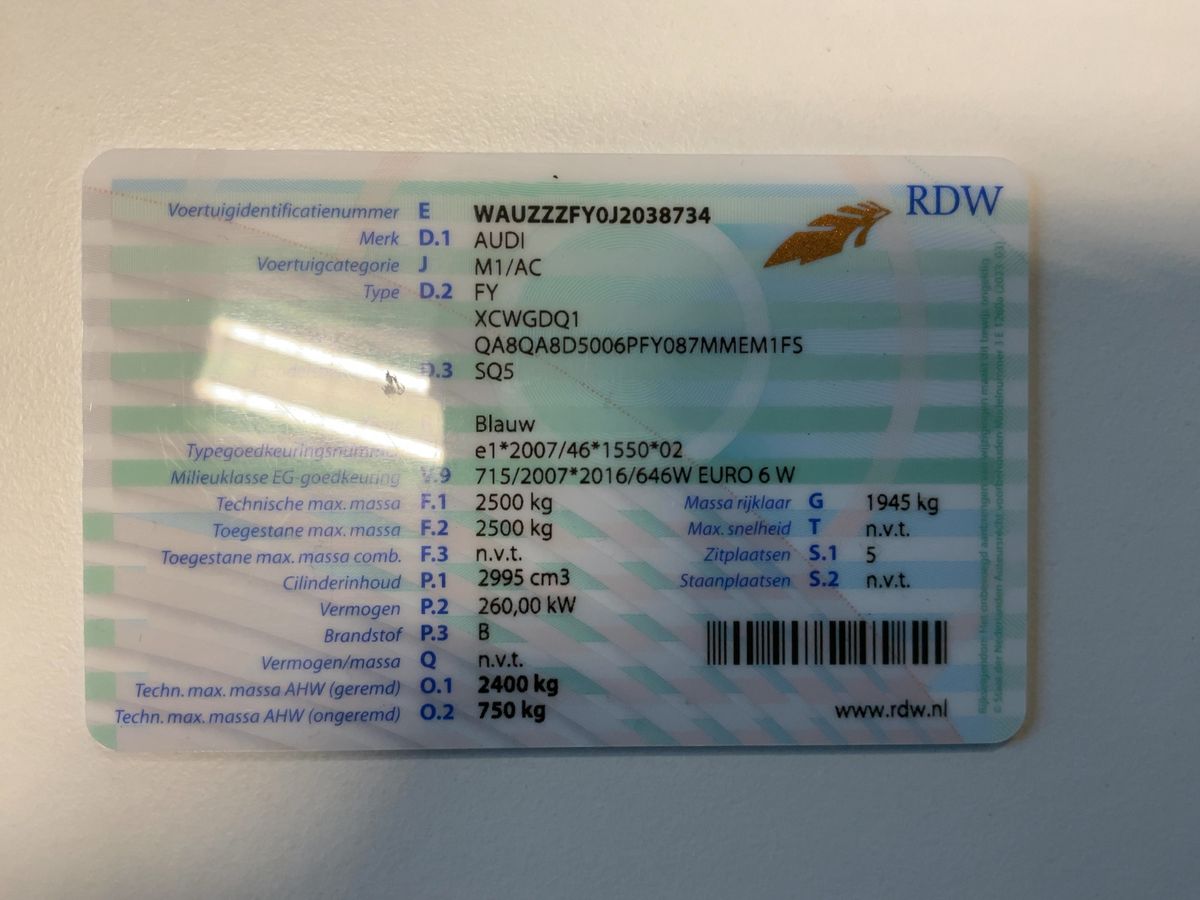 RDW
Voertuigidentificatienummer E WAUZZZFY0J2038734
Merk D.1 AUDI
Voertuigcategorie J M1/AC
Type D.2 FY
XCWGDQ1
QA8QA8D5006PFY087MMEM1FS
D.3 SQ5
Blauw
Typegoedkeuringsnummer e1*2007/46*1550*02
Milieuklasse EG-goedkeuring V.9 715/2007*2016/646W EURO 6 W
Technische max. massa F.1 2500 kg Massa rijklaar G 1945 kg
Toegestane max. massa F.2 2500 kg Max. snelheid T n.v.t.
Toegestane max. massa comb. F.3 n.v.t. Zitplaatsen S.1 5
Cilinderinhoud P.1 2995 cm3 Staanplaatsen S.2 n.v.t.
Vermogen P.2 260,00 kW
Brandstof P.3 B
Vermogen/massa Q n.v.t.
Techn. max. massa AHW (geremd) O.1 2400 kg
Techn. max. massa AHW (ongeremd) O.2 750 kg
www.rdw.nl